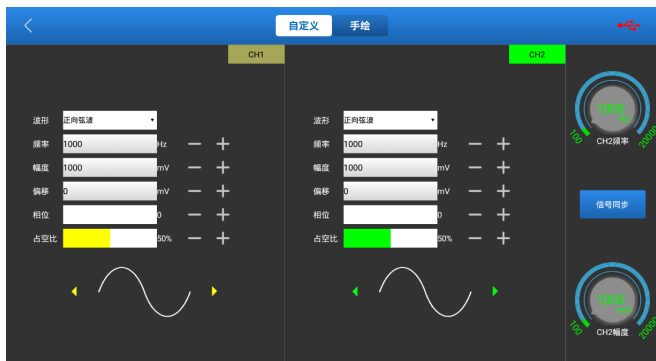 自定义 手绘
CH1
波形 正向弦波
频率 1000 Hz
幅度 1000 mV
偏移 0 mV
相位 0
占空比 50%
CH2
波形 正向弦波
频率 1000 Hz
幅度 1000 mV
偏移 0 mV
相位 0
占空比 50%
1000
100 CH2频率 20000
信号同步
1000
mV
100 CH2幅度 20000